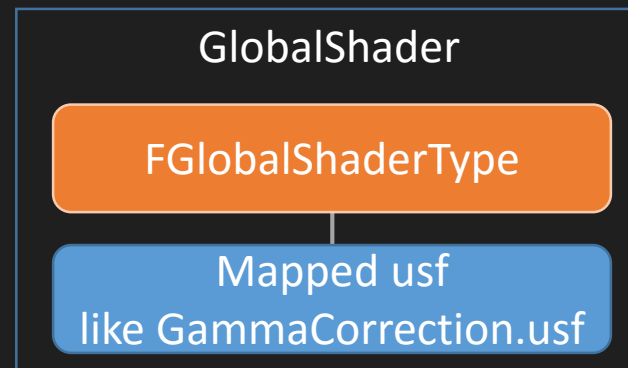 GlobalShader
FGlobalShaderType
Mapped usf
like GammaCorrection.usf